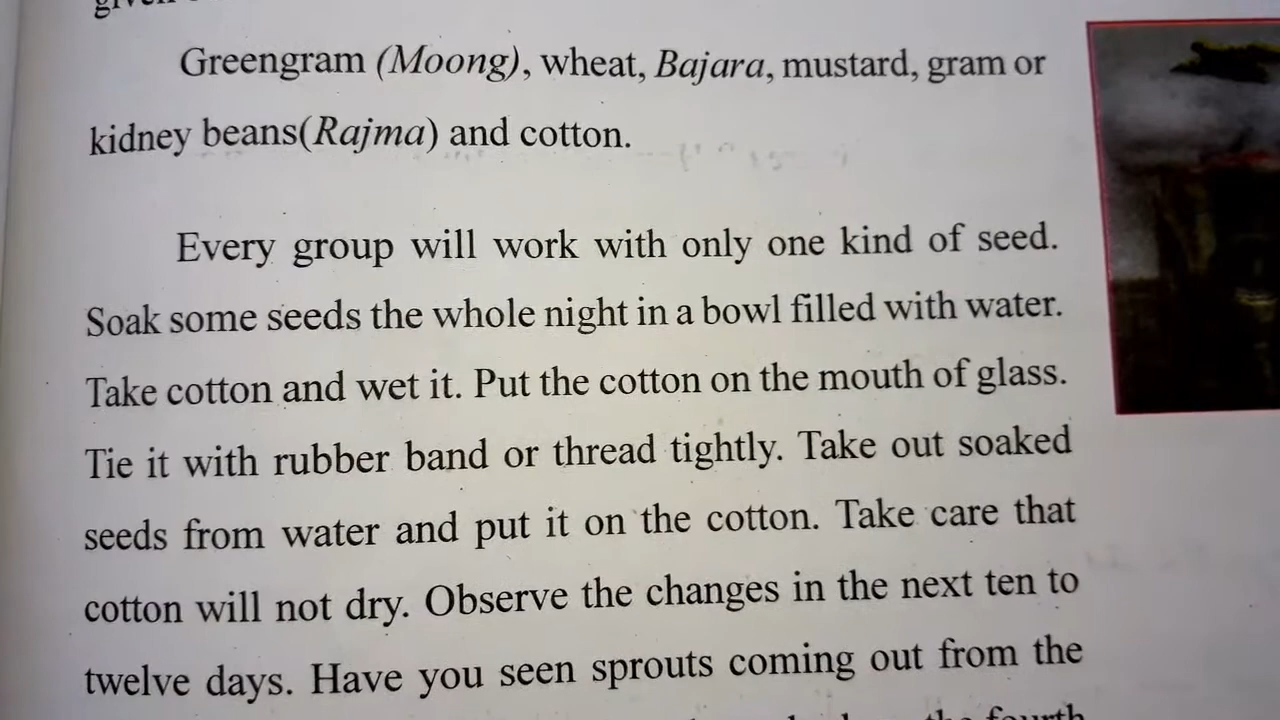 Greengram (Moong), wheat, Bajara, mustard, gram or
kidney beans(Rajma) and cotton.
Every group will work with only one kind of seed.
Soak some seeds the whole night in a bowl filled with water.
Take cotton and wet it. Put the cotton on the mouth of glass.
Tie it with rubber band or thread tightly. Take out soaked
seeds from water and put it on the cotton. Take care that
cotton will not dry. Observe the changes in the next ten to
twelve days. Have you seen sprouts coming out from the
the fourth